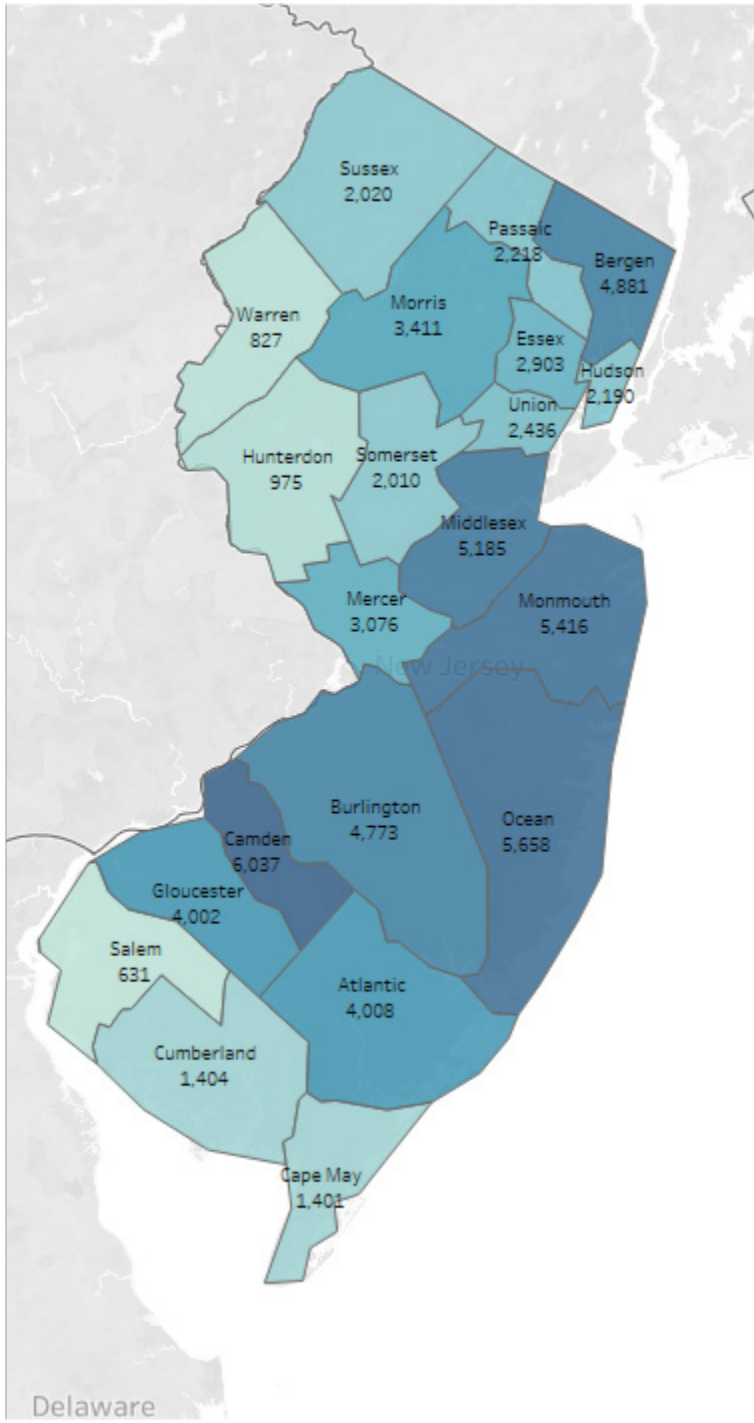 Sussex
2,020
Passaic
2,218
Bergen
4,881
Warren
827
Morris
3,411
Essex
2,903
Hudson
2,190
Union
2,436
Hunterdon
975
Somerset
2,010
Middlesex
5,185
Mercer
3,076
Monmouth
5,416
New Jersey
Burlington
4,773
Ocean
5,658
Camden
6,037
Gloucester
4,002
Salem
631
Atlantic
4,008
Cumberland
1,404
Cape May
1,401
Delaware